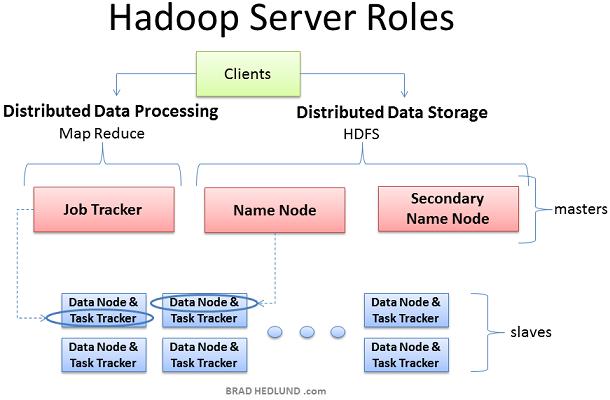 Hadoop Server Roles
Clients
Distributed Data Processing
Map Reduce
Distributed Data Storage
HDFS
Job Tracker
Name Node
Secondary
Name Node
masters
Data Node &
Task Tracker
Data Node &
Task Tracker
Data Node &
Task Tracker
Data Node &
Task Tracker
Data Node &
Task Tracker
Data Node &
Task Tracker
slaves
BRAD HEDLUND .com